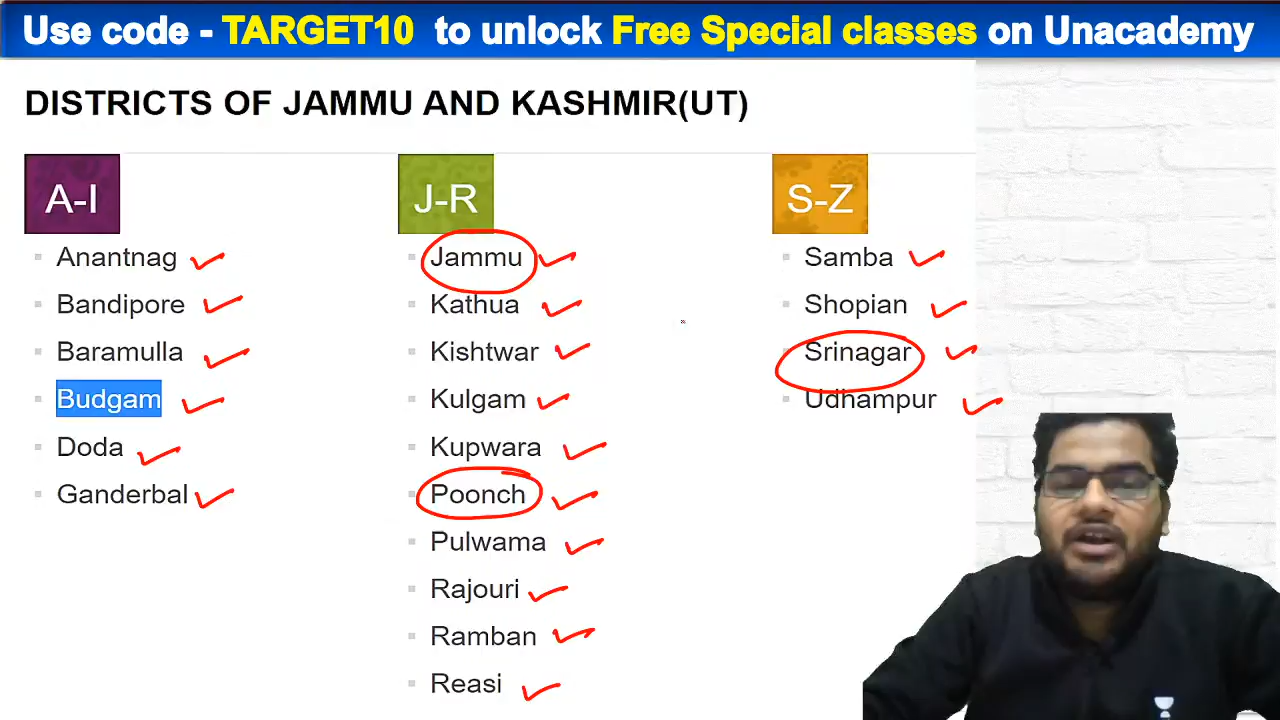 Use code - TARGET10 to unlock Free Special classes on Unacademy
DISTRICTS OF JAMMU AND KASHMIR(UT)
A-I
Anantnag
Bandipore
Baramulla
Budgam
Doda
Ganderbal
J-R
Jammu
Kathua
Kishtwar
Kulgam
Kupwara
Poonch
Pulwama
Rajouri
Ramban
Reasi
S-Z
Samba
Shopian
Srinagar
Udhampur